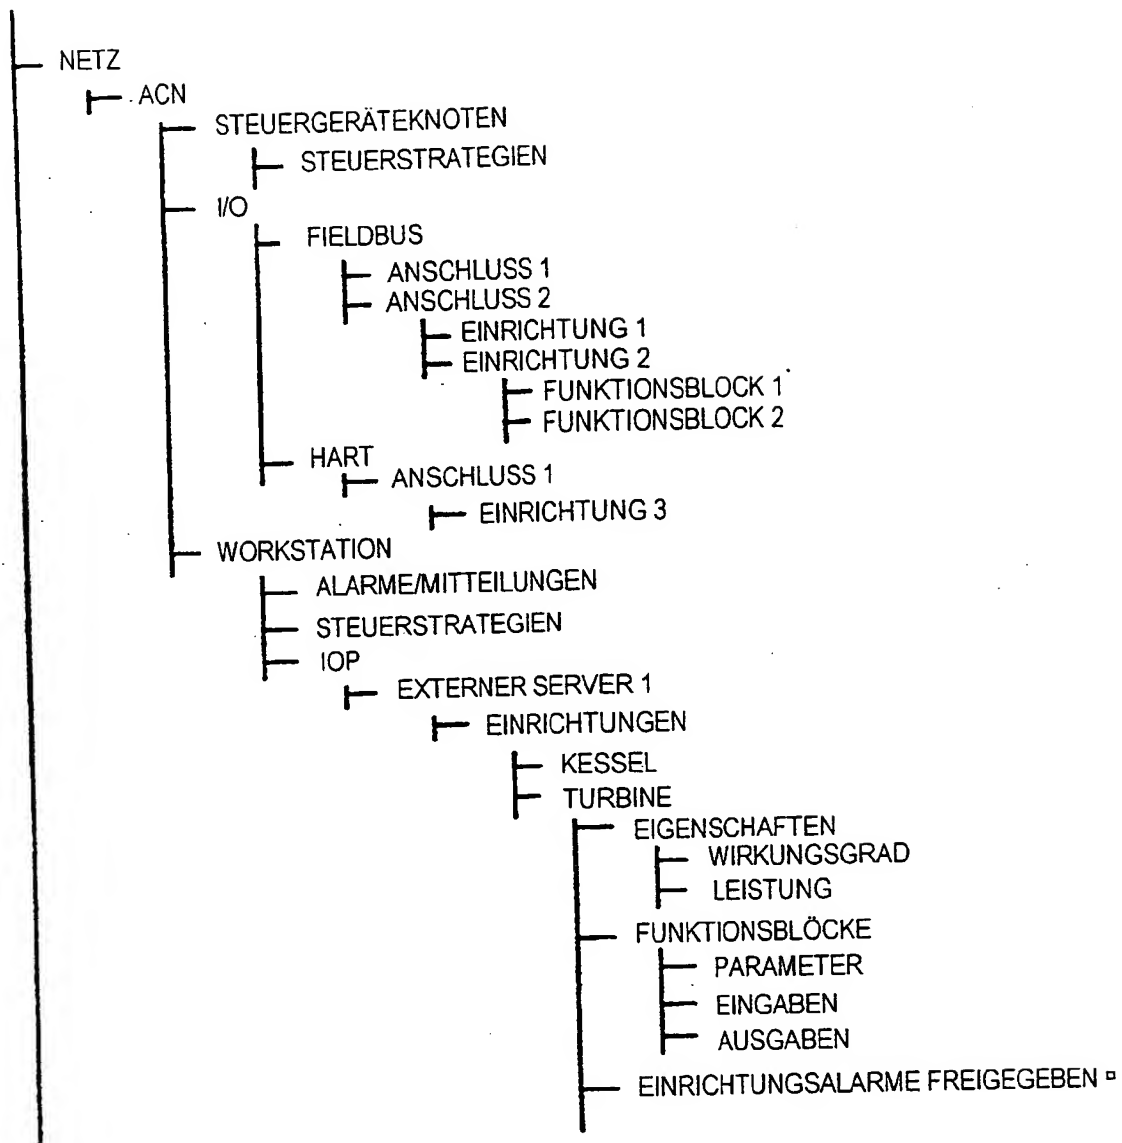 NETZ
ACN
STEUERGERÄTEKNOTEN
STEUERSTRATEGIEN
I/O
FIELDBUS
ANSCHLUSS 1
ANSCHLUSS 2
EINRICHTUNG 1
EINRICHTUNG 2
FUNKTIONSBLOCK 1
FUNKTIONSBLOCK 2
HART
ANSCHLUSS 1
EINRICHTUNG 3
WORKSTATION
ALARME/MITTEILUNGEN
STEUERSTRATEGIEN
IOP
EXTERNER SERVER 1
EINRICHTUNGEN
KESSEL
TURBINE
EIGENSCHAFTEN
WIRKUNGSGRAD
LEISTUNG
FUNKTIONSBLÖCKE
PARAMETER
EINGABEN
AUSGABEN
EINRICHTUNGSALARME FREIGEGEBEN